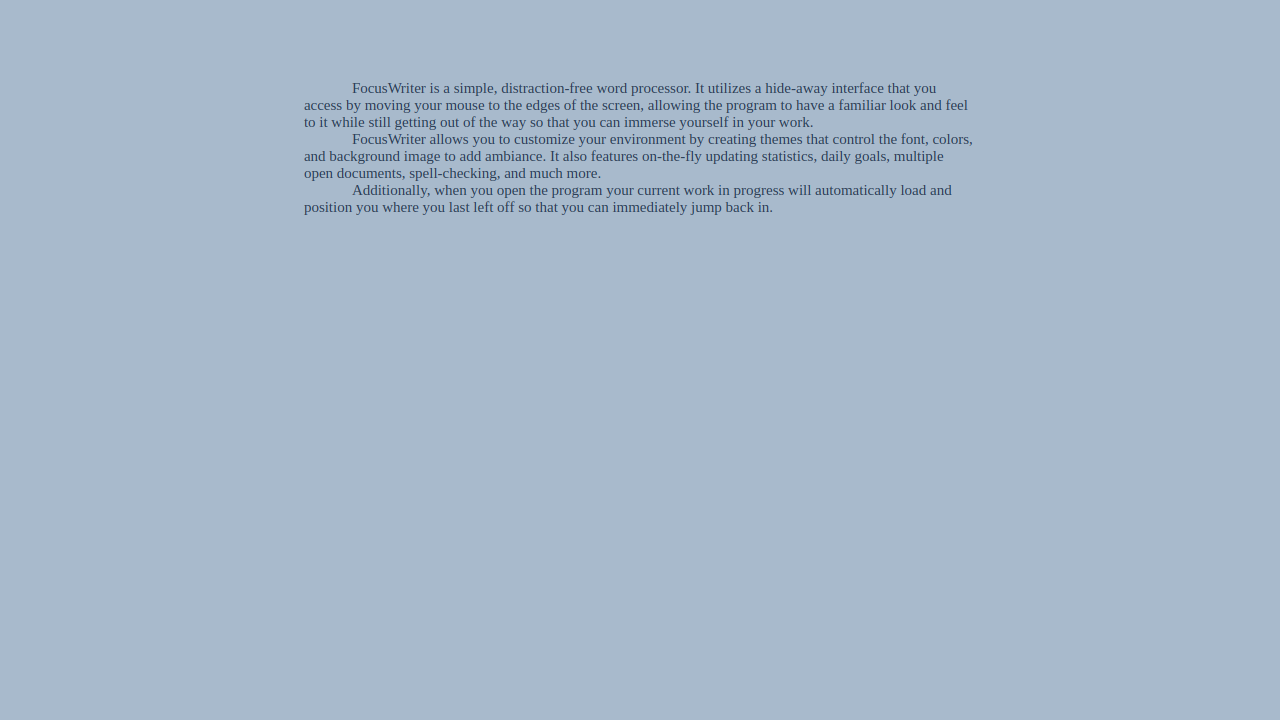 FocusWriter is a simple, distraction-free word processor. It utilizes a hide-away interface that you
access by moving your mouse to the edges of the screen, allowing the program to have a familiar look and feel
to it while still getting out of the way so that you can immerse yourself in your work.
FocusWriter allows you to customize your environment by creating themes that control the font, colors,
and background image to add ambiance. It also features on-the-fly updating statistics, daily goals, multiple
open documents, spell-checking, and much more.
Additionally, when you open the program your current work in progress will automatically load and
position you where you last left off so that you can immediately jump back in.